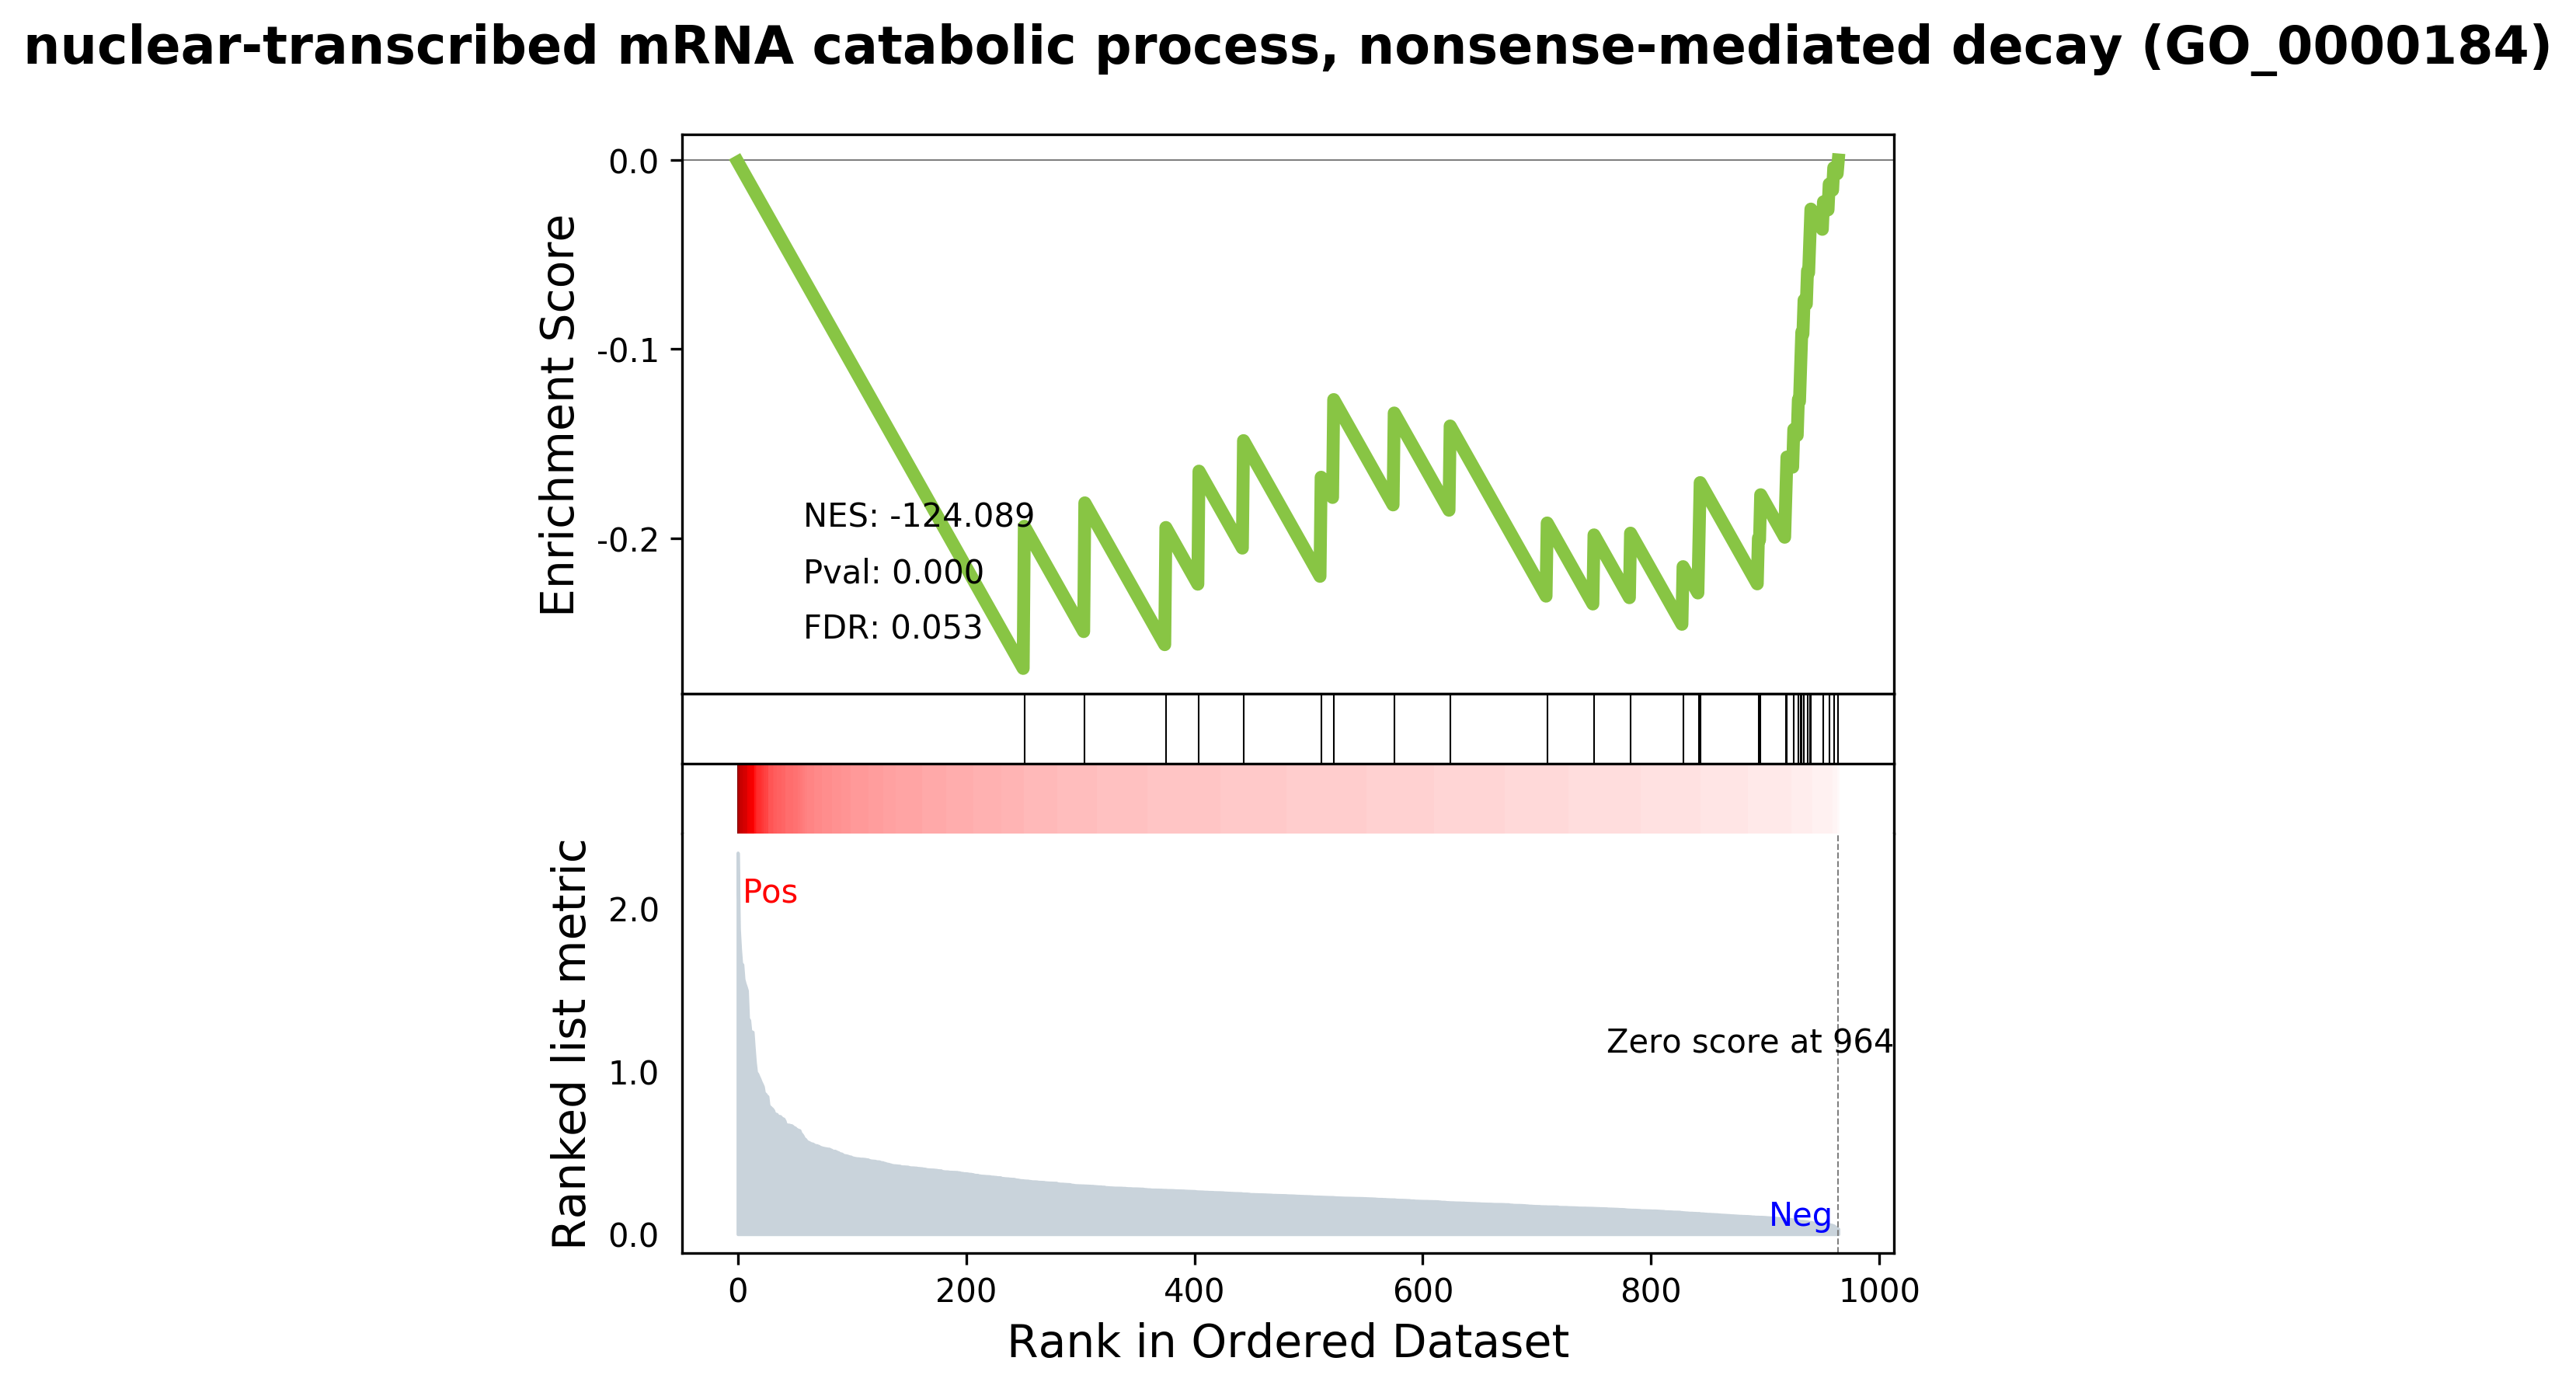 nuclear-transcribed mRNA catabolic process, nonsense-mediated decay (GO_0000184)
Enrichment Score
0.0
-0.1
-0.2
NES: -124.089
Pval: 0.000
FDR: 0.053
Ranked list metric
2.0
1.0
0.0
Pos
Zero score at 964
Neg
0 200 400 600 800 1000
Rank in Ordered Dataset